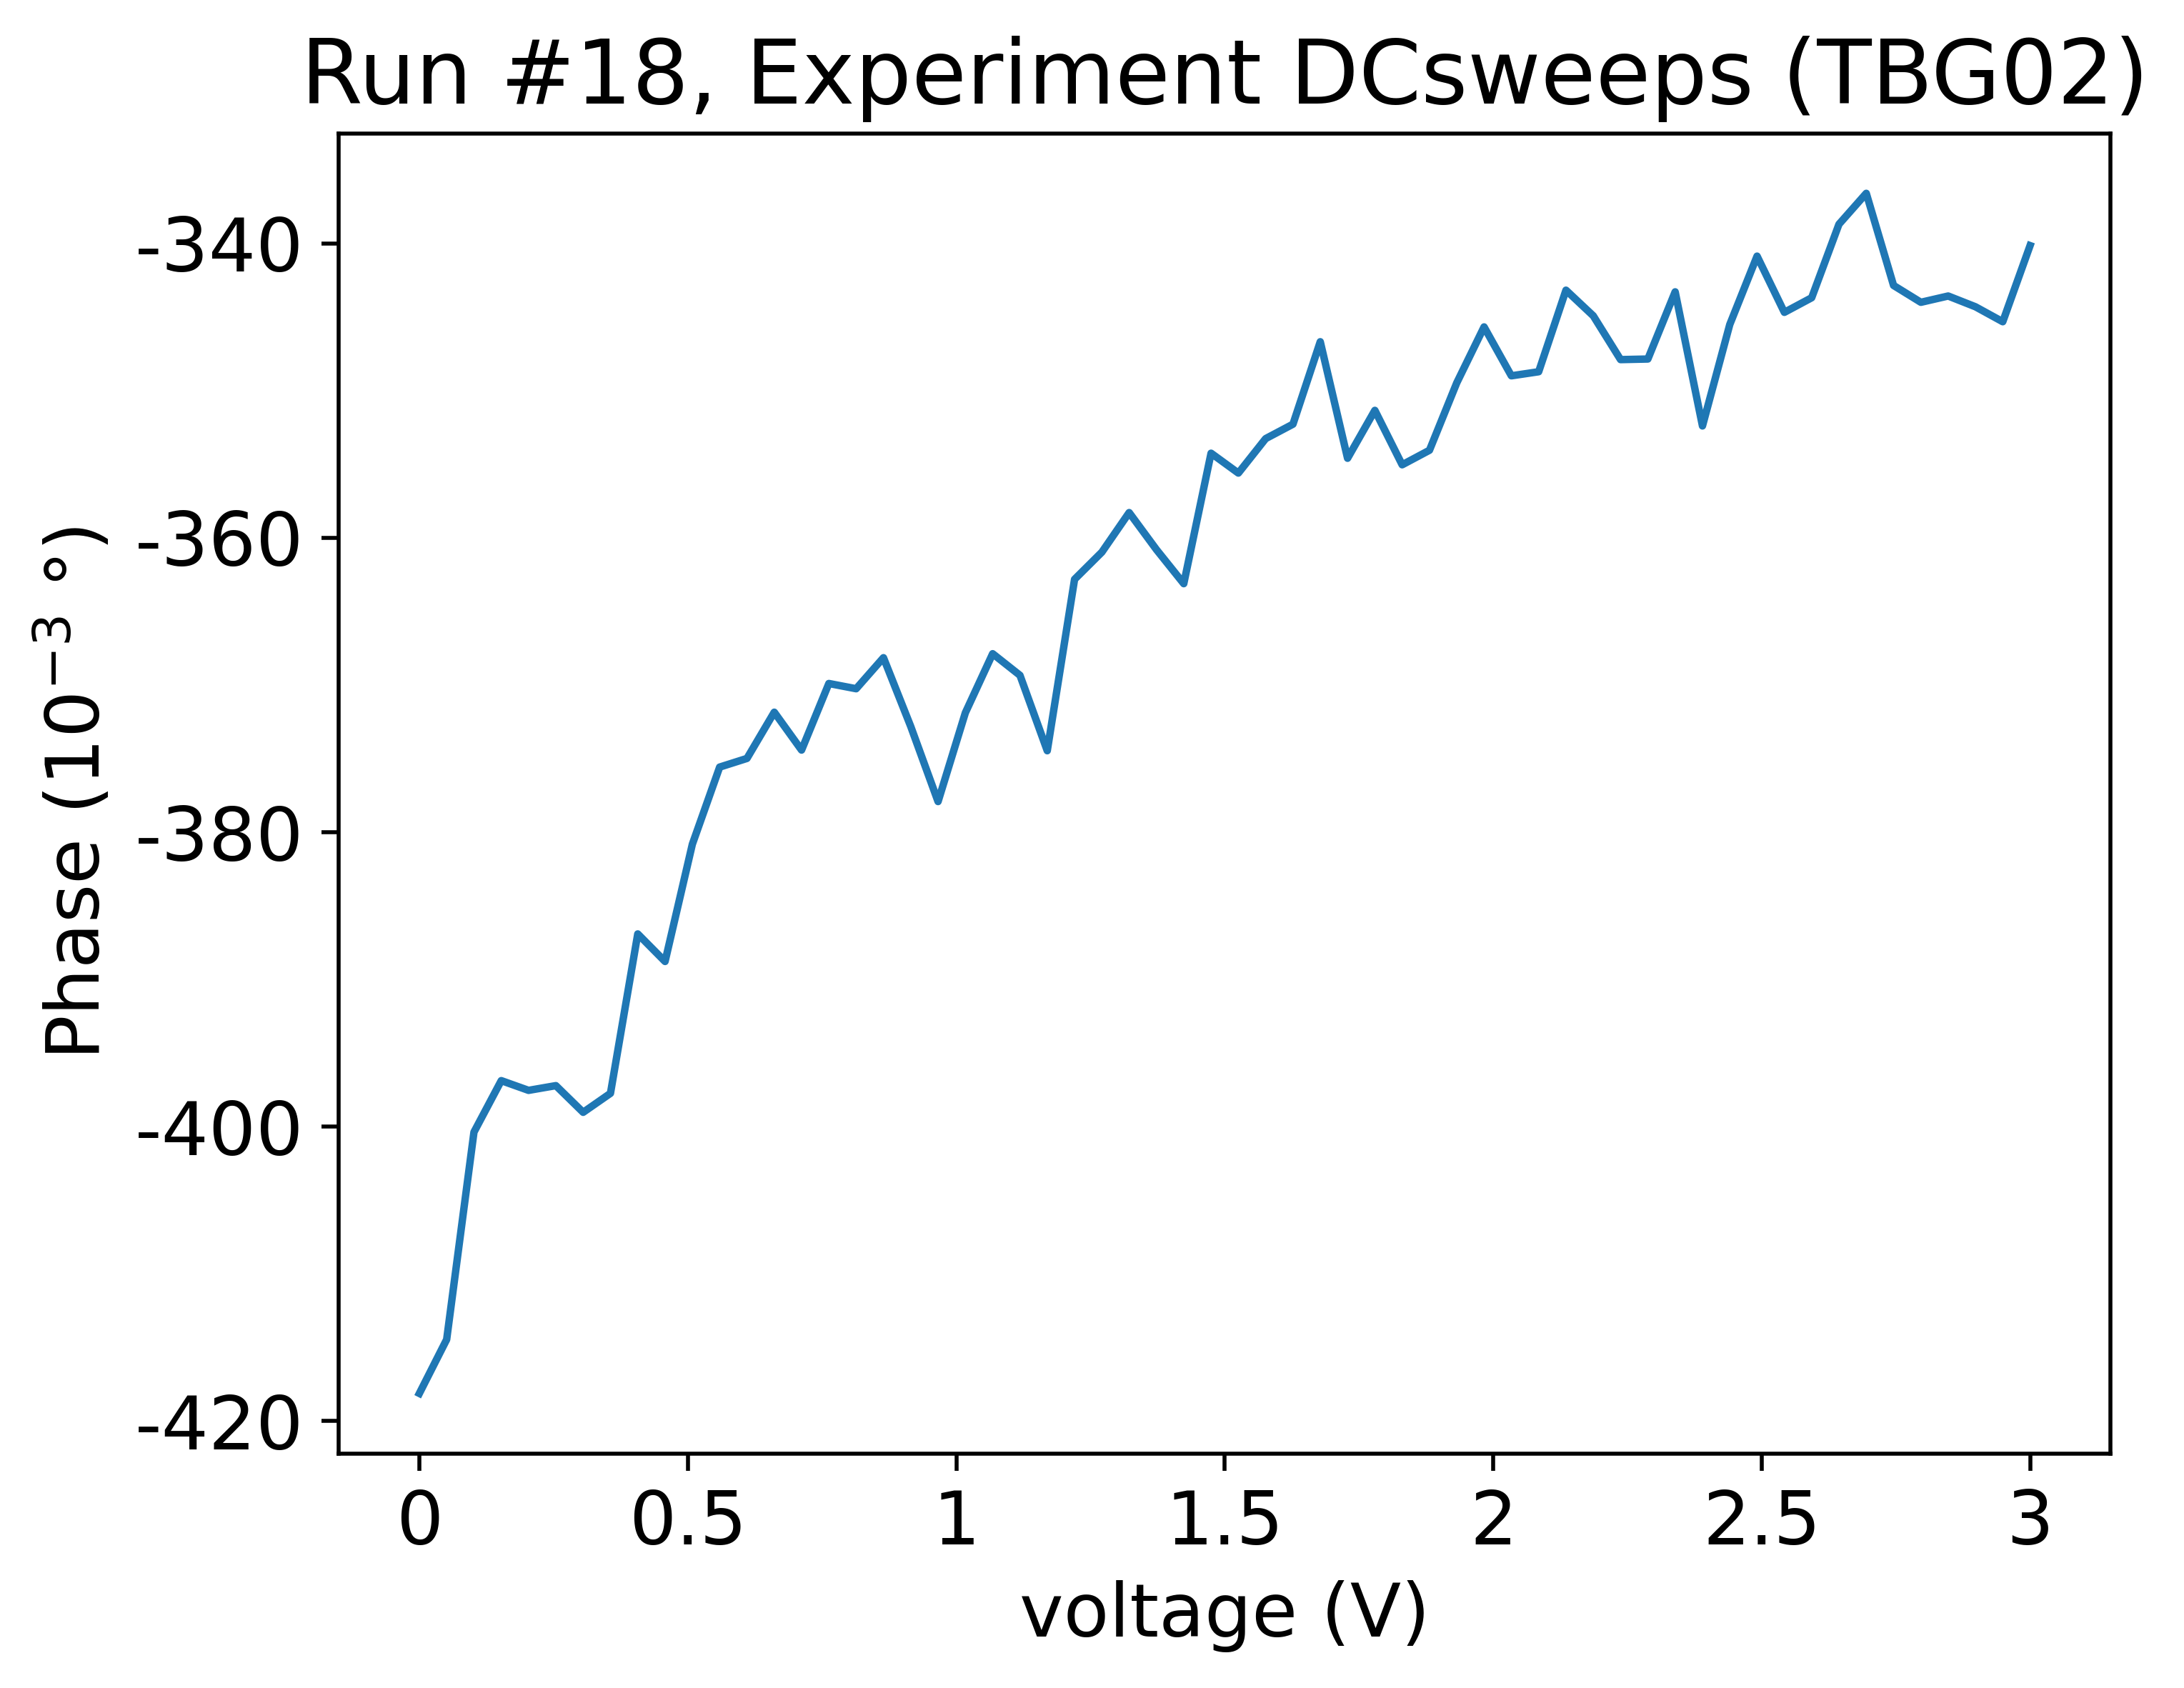 Run #18, Experiment DCsweeps (TBG02)
Phase (10⁻³ °)
-340
-360
-380
-400
-420
0 0.5 1 1.5 2 2.5 3
voltage (V)